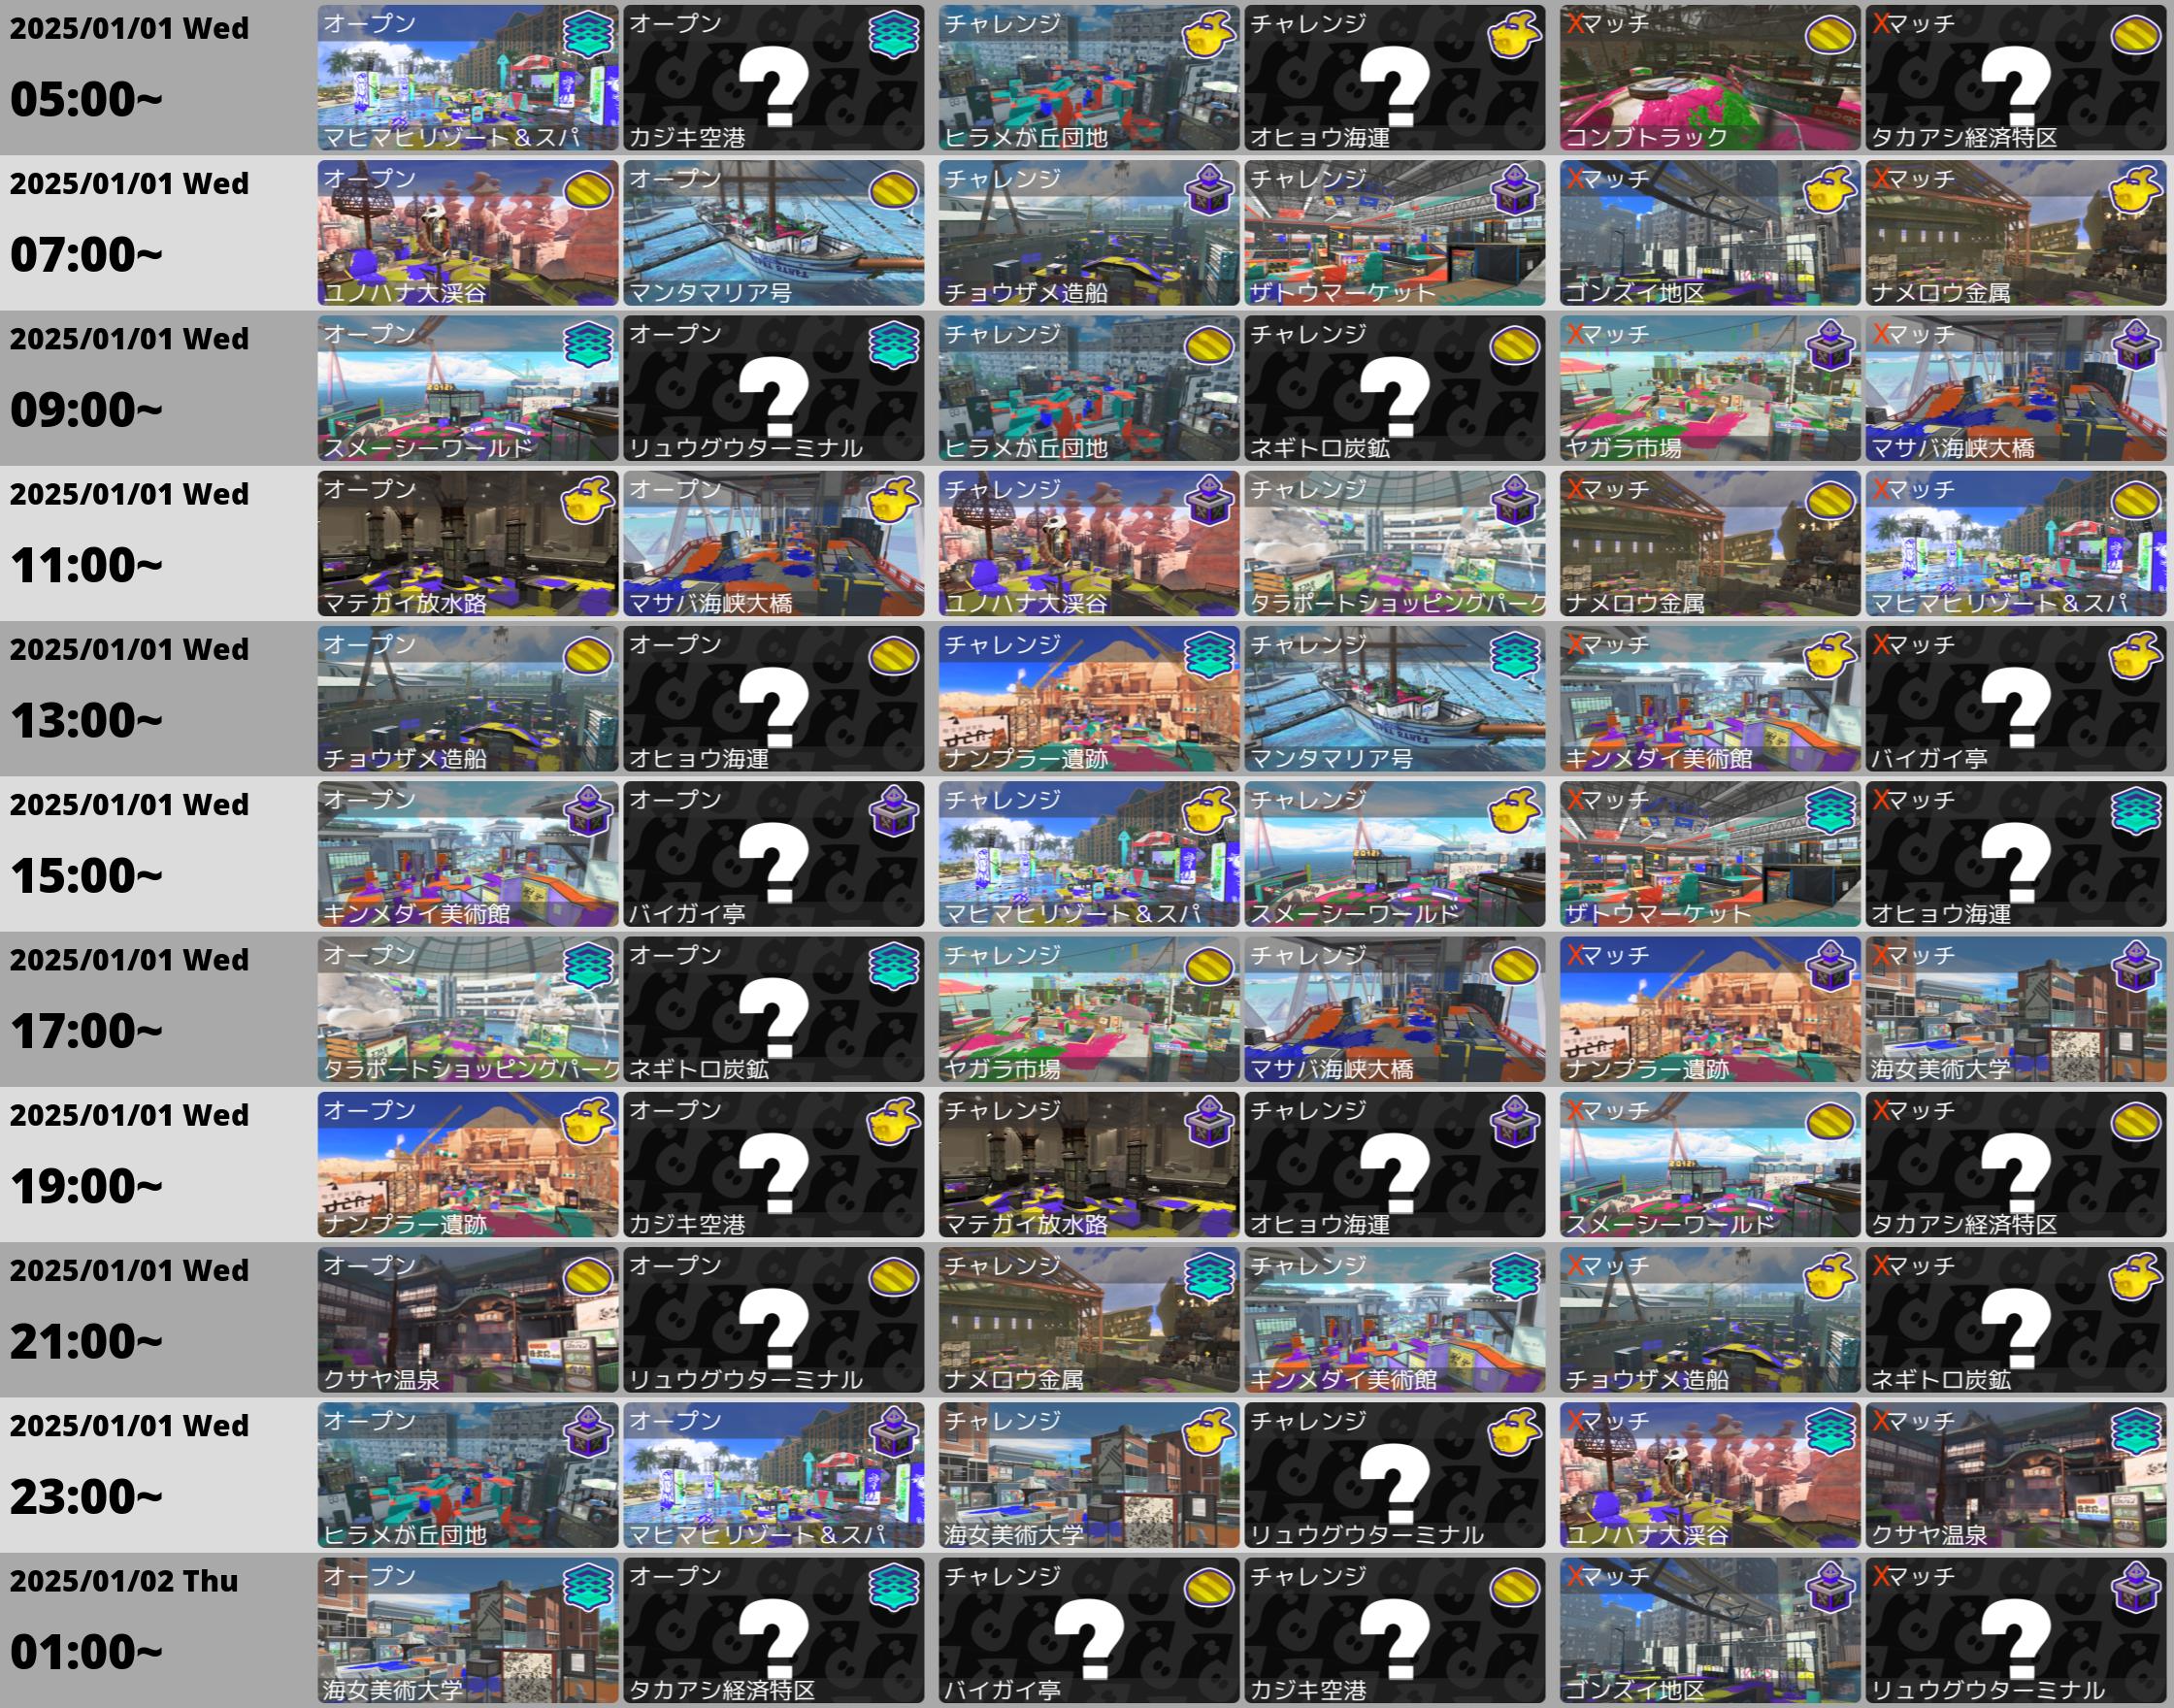 2025/01/01 Wed
05:00~
オープン
マヒマヒリゾート＆スパ
オープン
カジキ空港
チャレンジ
ヒラメが丘団地
チャレンジ
オヒョウ海運
Xマッチ
コンブトラック
Xマッチ
タカアシ経済特区
2025/01/01 Wed
07:00~
オープン
ユノハナ大渓谷
オープン
マンタマリア号
チャレンジ
チョウザメ造船
チャレンジ
ザトウマーケット
Xマッチ
ゴンズイ地区
Xマッチ
ナメロウ金属
2025/01/01 Wed
09:00~
オープン
スメーシーワールド
オープン
リュウグウターミナル
チャレンジ
ヒラメが丘団地
チャレンジ
ネギトロ炭鉱
Xマッチ
ヤガラ市場
Xマッチ
マサバ海峡大橋
2025/01/01 Wed
11:00~
オープン
マテガイ放水路
オープン
マサバ海峡大橋
チャレンジ
ユノハナ大渓谷
チャレンジ
タラポートショッピングパーク
Xマッチ
ナメロウ金属
Xマッチ
マヒマヒリゾート＆スパ
2025/01/01 Wed
13:00~
オープン
チョウザメ造船
オープン
オヒョウ海運
チャレンジ
ナンプラー遺跡
チャレンジ
マンタマリア号
Xマッチ
キンメダイ美術館
Xマッチ
バイガイ亭
2025/01/01 Wed
15:00~
オープン
キンメダイ美術館
オープン
バイガイ亭
チャレンジ
マヒマヒリゾート＆スパ
チャレンジ
スメーシーワールド
Xマッチ
ザトウマーケット
Xマッチ
オヒョウ海運
2025/01/01 Wed
17:00~
オープン
タラポートショッピングパーク
オープン
ネギトロ炭鉱
チャレンジ
ヤガラ市場
チャレンジ
マサバ海峡大橋
Xマッチ
ナンプラー遺跡
Xマッチ
海女美術大学
2025/01/01 Wed
19:00~
オープン
ナンプラー遺跡
オープン
カジキ空港
チャレンジ
マテガイ放水路
チャレンジ
オヒョウ海運
Xマッチ
スメーシーワールド
Xマッチ
タカアシ経済特区
2025/01/01 Wed
21:00~
オープン
クサヤ温泉
オープン
リュウグウターミナル
チャレンジ
ナメロウ金属
チャレンジ
キンメダイ美術館
Xマッチ
チョウザメ造船
Xマッチ
ネギトロ炭鉱
2025/01/01 Wed
23:00~
オープン
ヒラメが丘団地
オープン
マヒマヒリゾート＆スパ
チャレンジ
海女美術大学
チャレンジ
リュウグウターミナル
Xマッチ
ユノハナ大渓谷
Xマッチ
クサヤ温泉
2025/01/02 Thu
01:00~
オープン
海女美術大学
オープン
タカアシ経済特区
チャレンジ
バイガイ亭
チャレンジ
カジキ空港
Xマッチ
ゴンズイ地区
Xマッチ
リュウグウターミナル